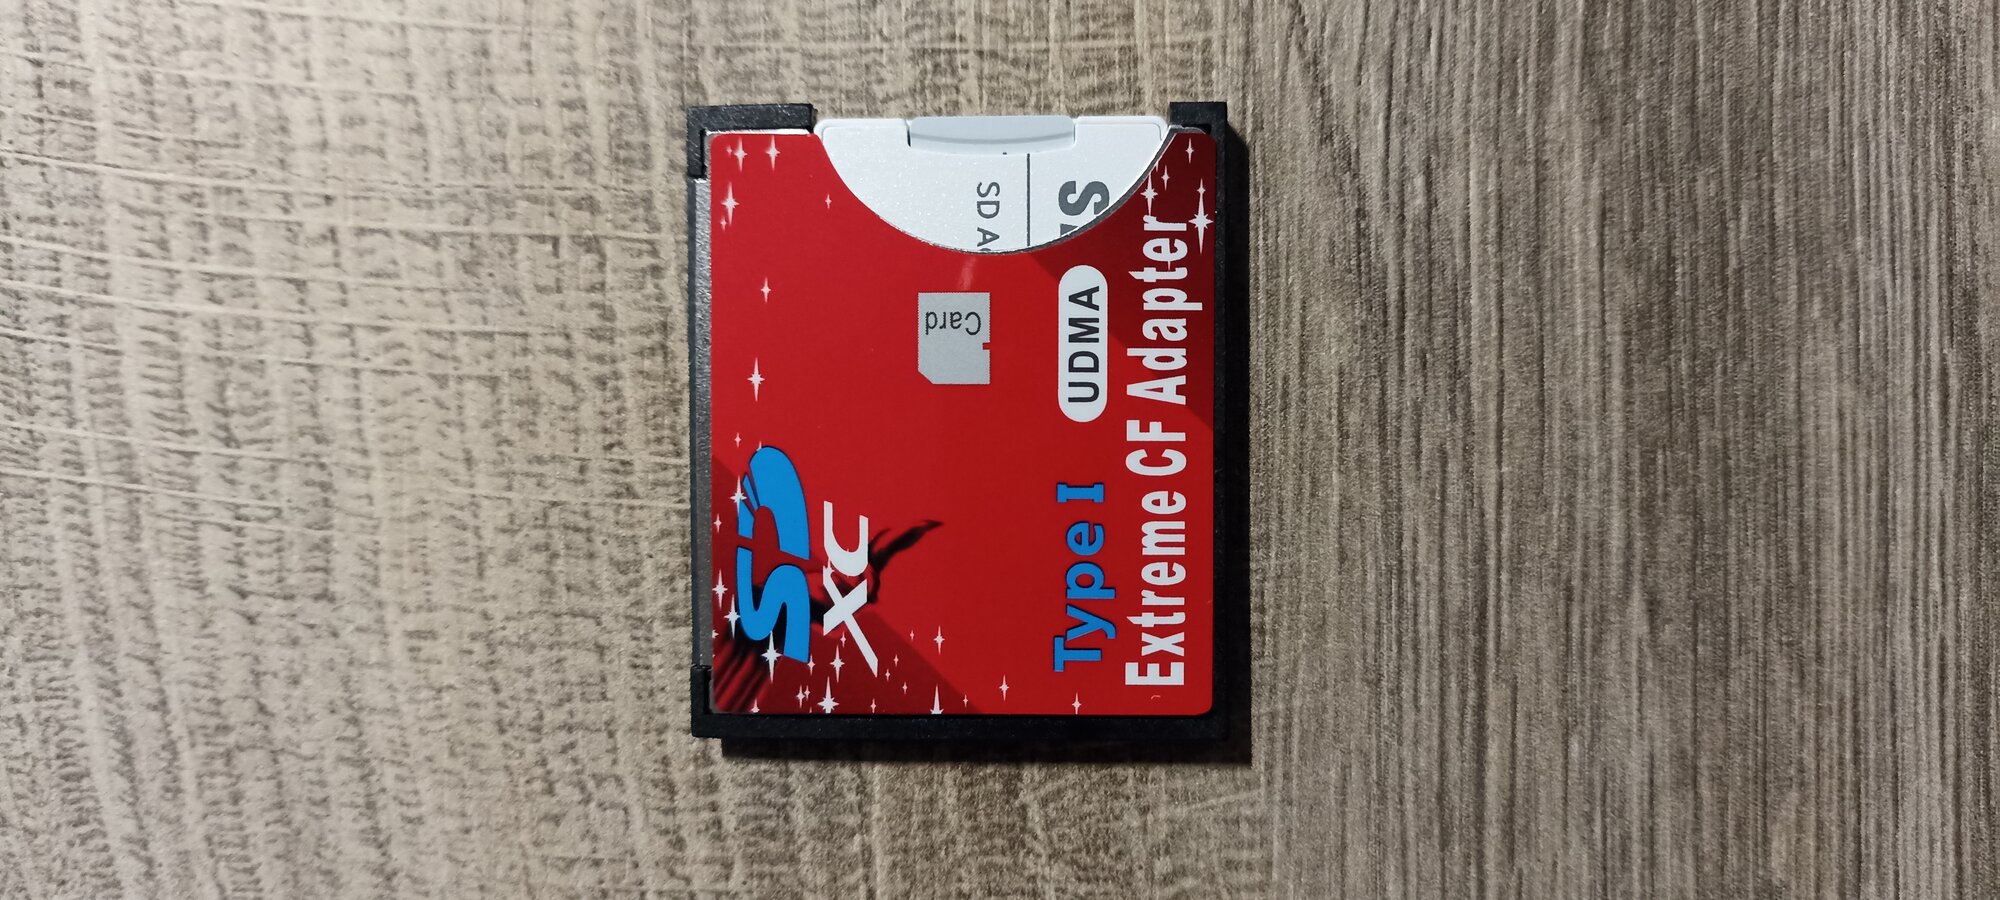 SD
XC
Card
Type I
UDMA
Extreme CF Adapter
SD A
S